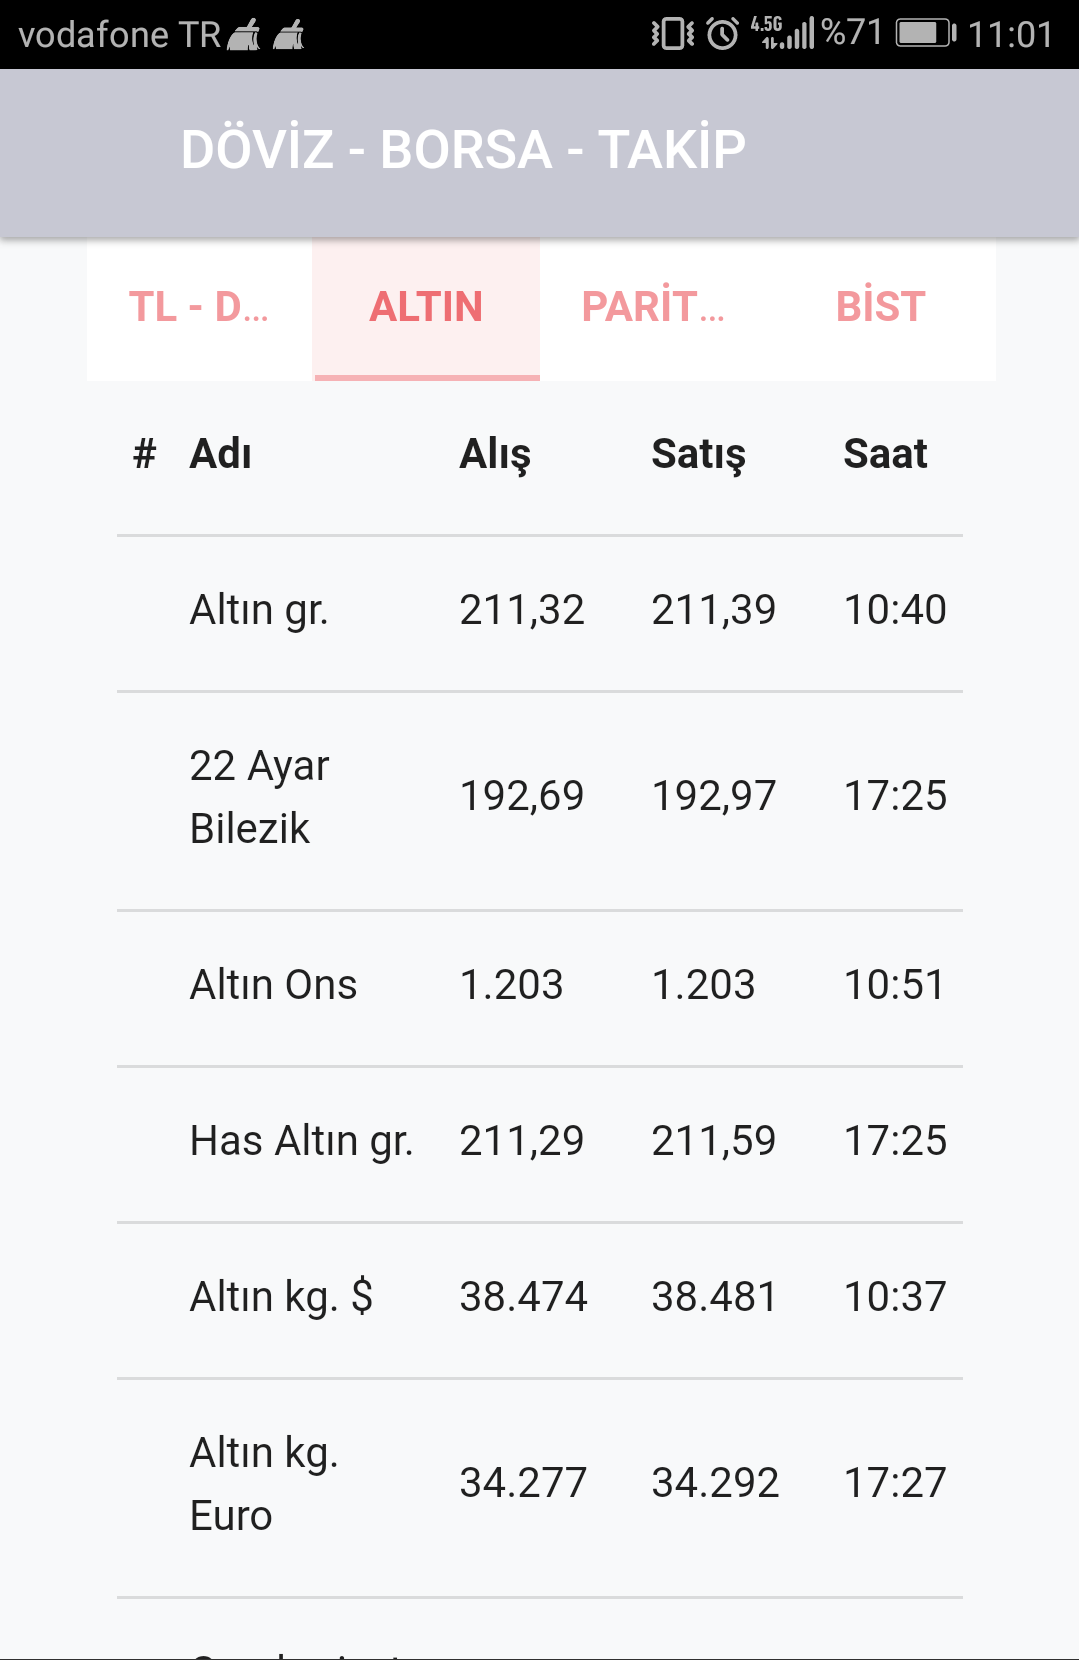 vodafone TR 4.5G %71 11:01
DÖVİZ - BORSA - TAKİP
TL - D... ALTIN PARİT... BİST
# Adı Alış Satış Saat
Altın gr. 211,32 211,39 10:40
22 Ayar
Bilezik 192,69 192,97 17:25
Altın Ons 1.203 1.203 10:51
Has Altın gr. 211,29 211,59 17:25
Altın kg. $ 38.474 38.481 10:37
Altın kg.
Euro 34.277 34.292 17:27